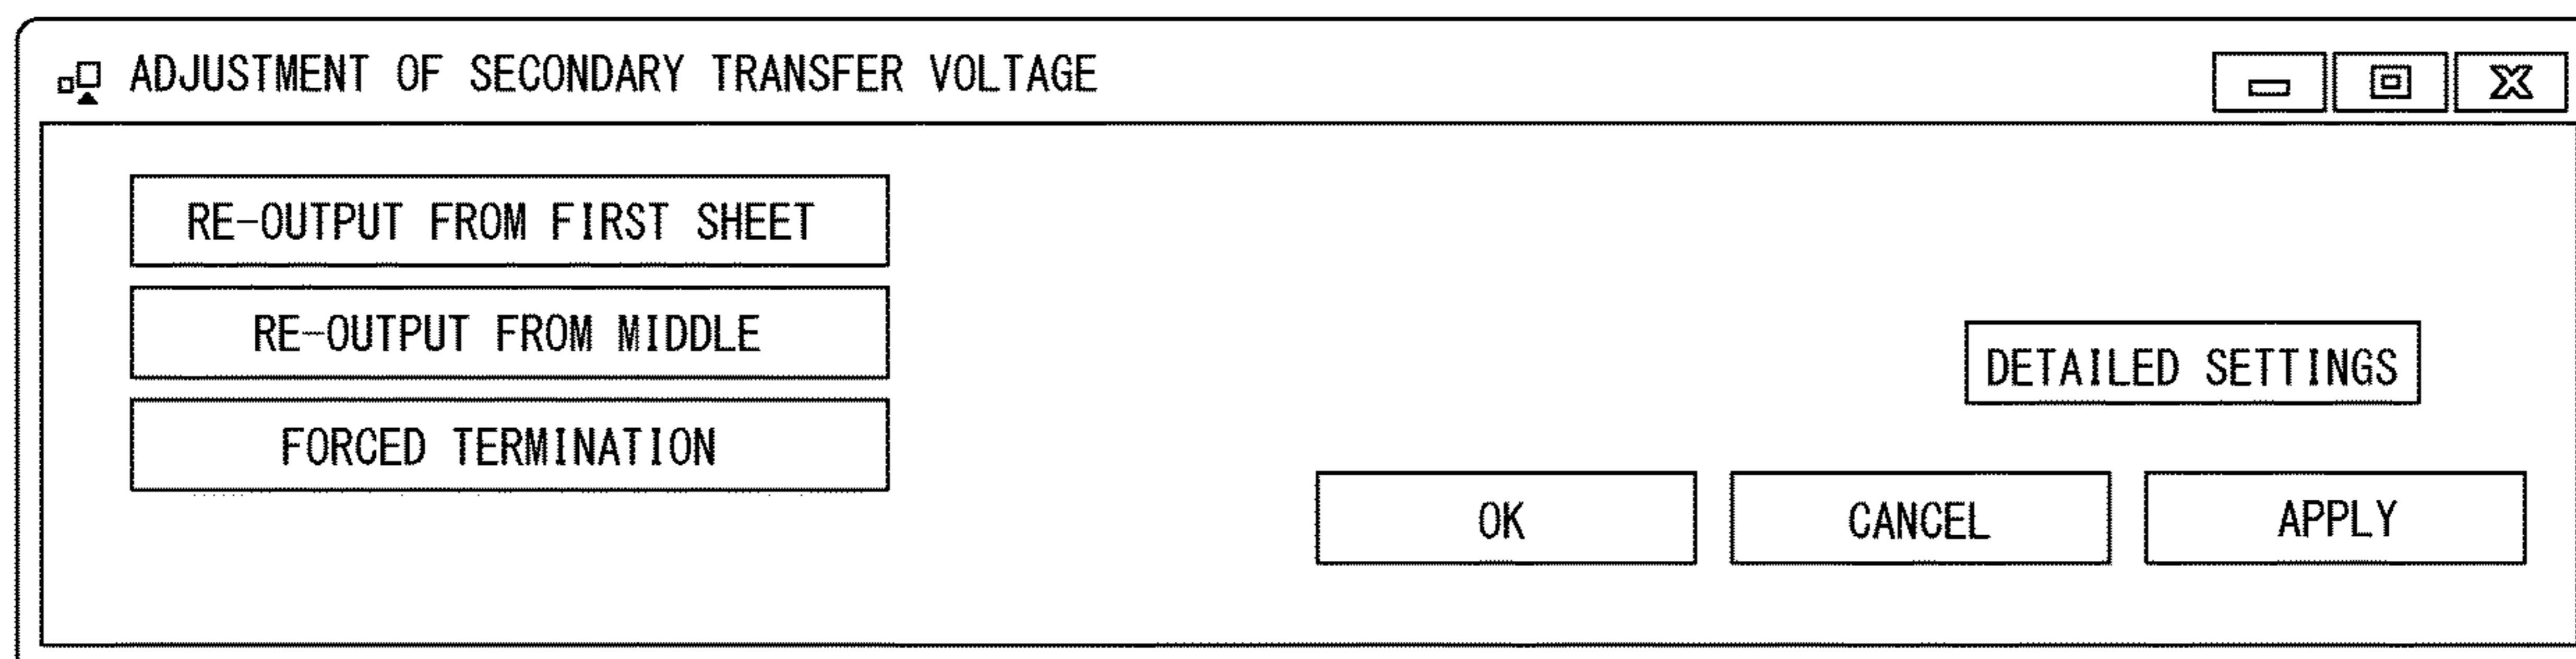 ADJUSTMENT OF SECONDARY TRANSFER VOLTAGE
RE-OUTPUT FROM FIRST SHEET
RE-OUTPUT FROM MIDDLE
FORCED TERMINATION
DETAILED SETTINGS
OK
CANCEL
APPLY